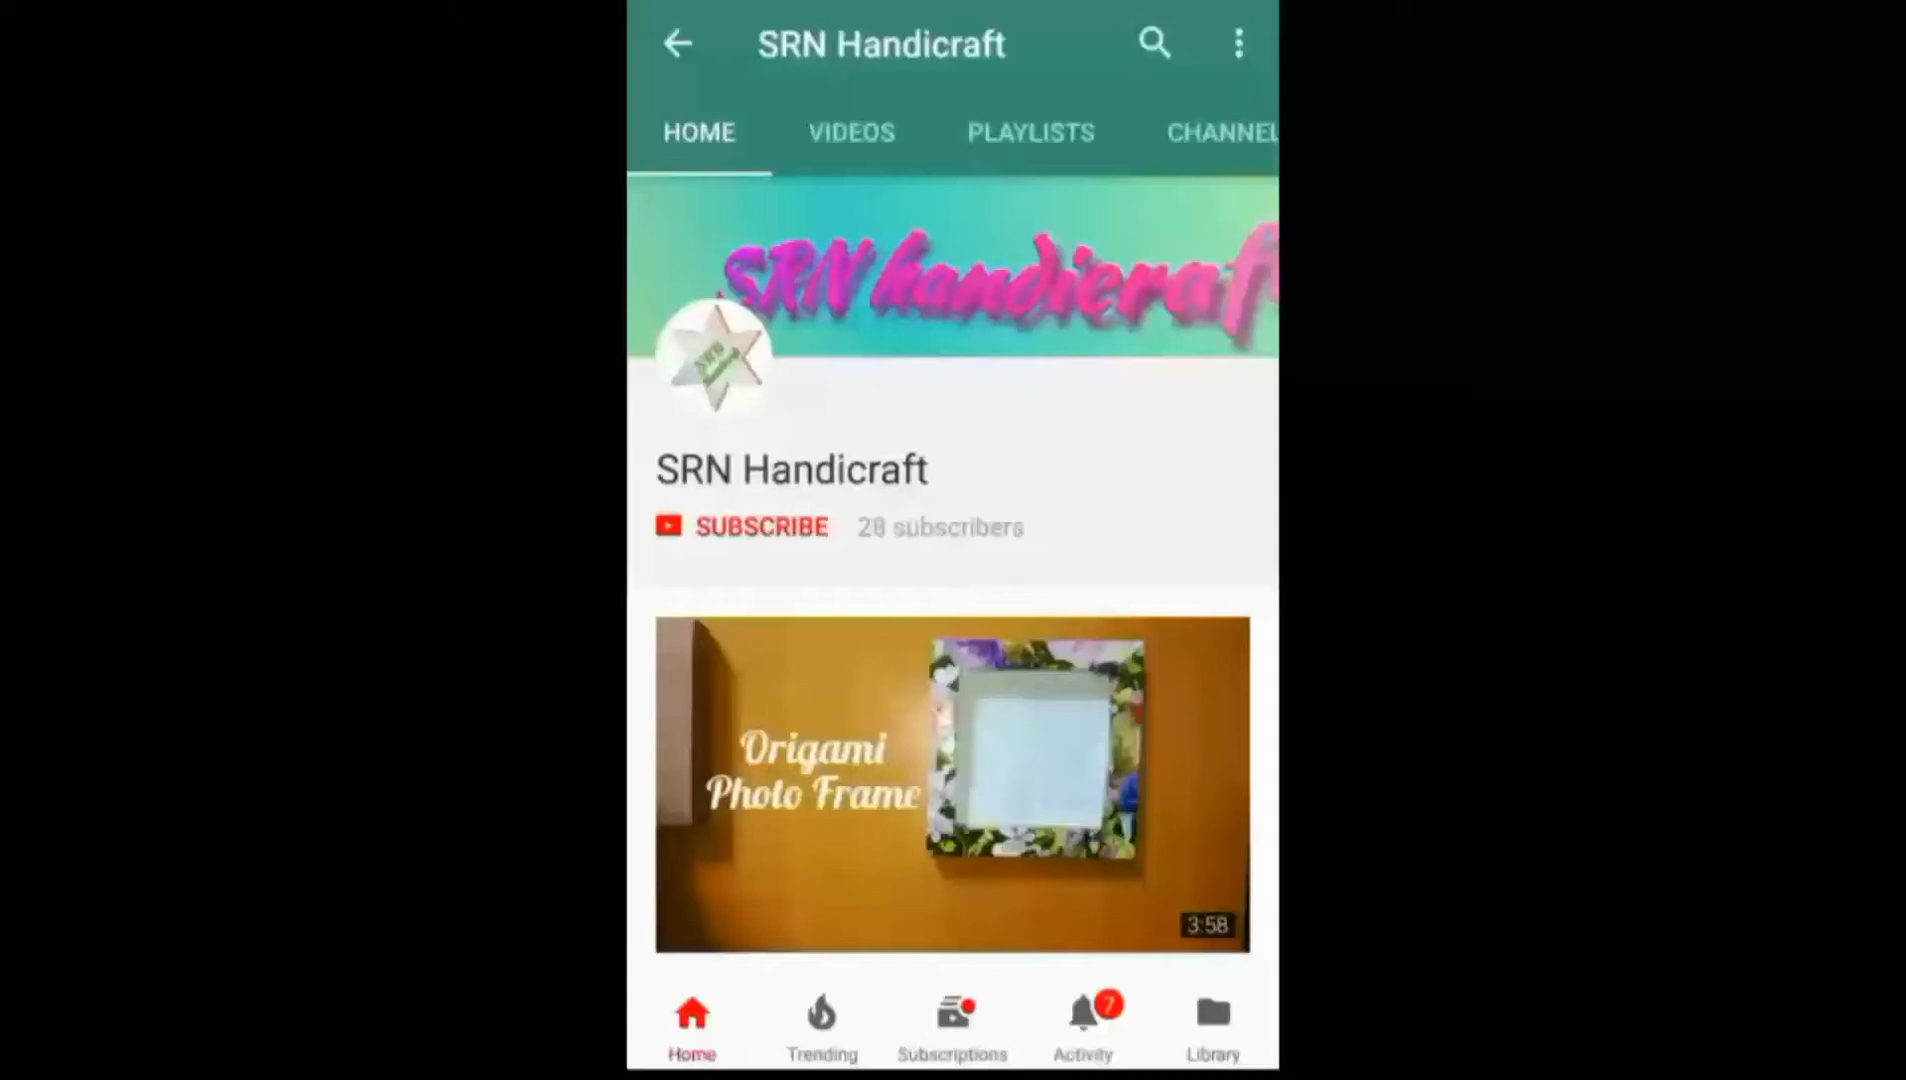 SRN Handicraft
HOME VIDEOS PLAYLISTS CHANNEL
SRN handicraft
SRN Handicraft
SUBSCRIBE 28 subscribers
Origami
Photo Frame
3:58
7
Home Trending Subscriptions Activity Library